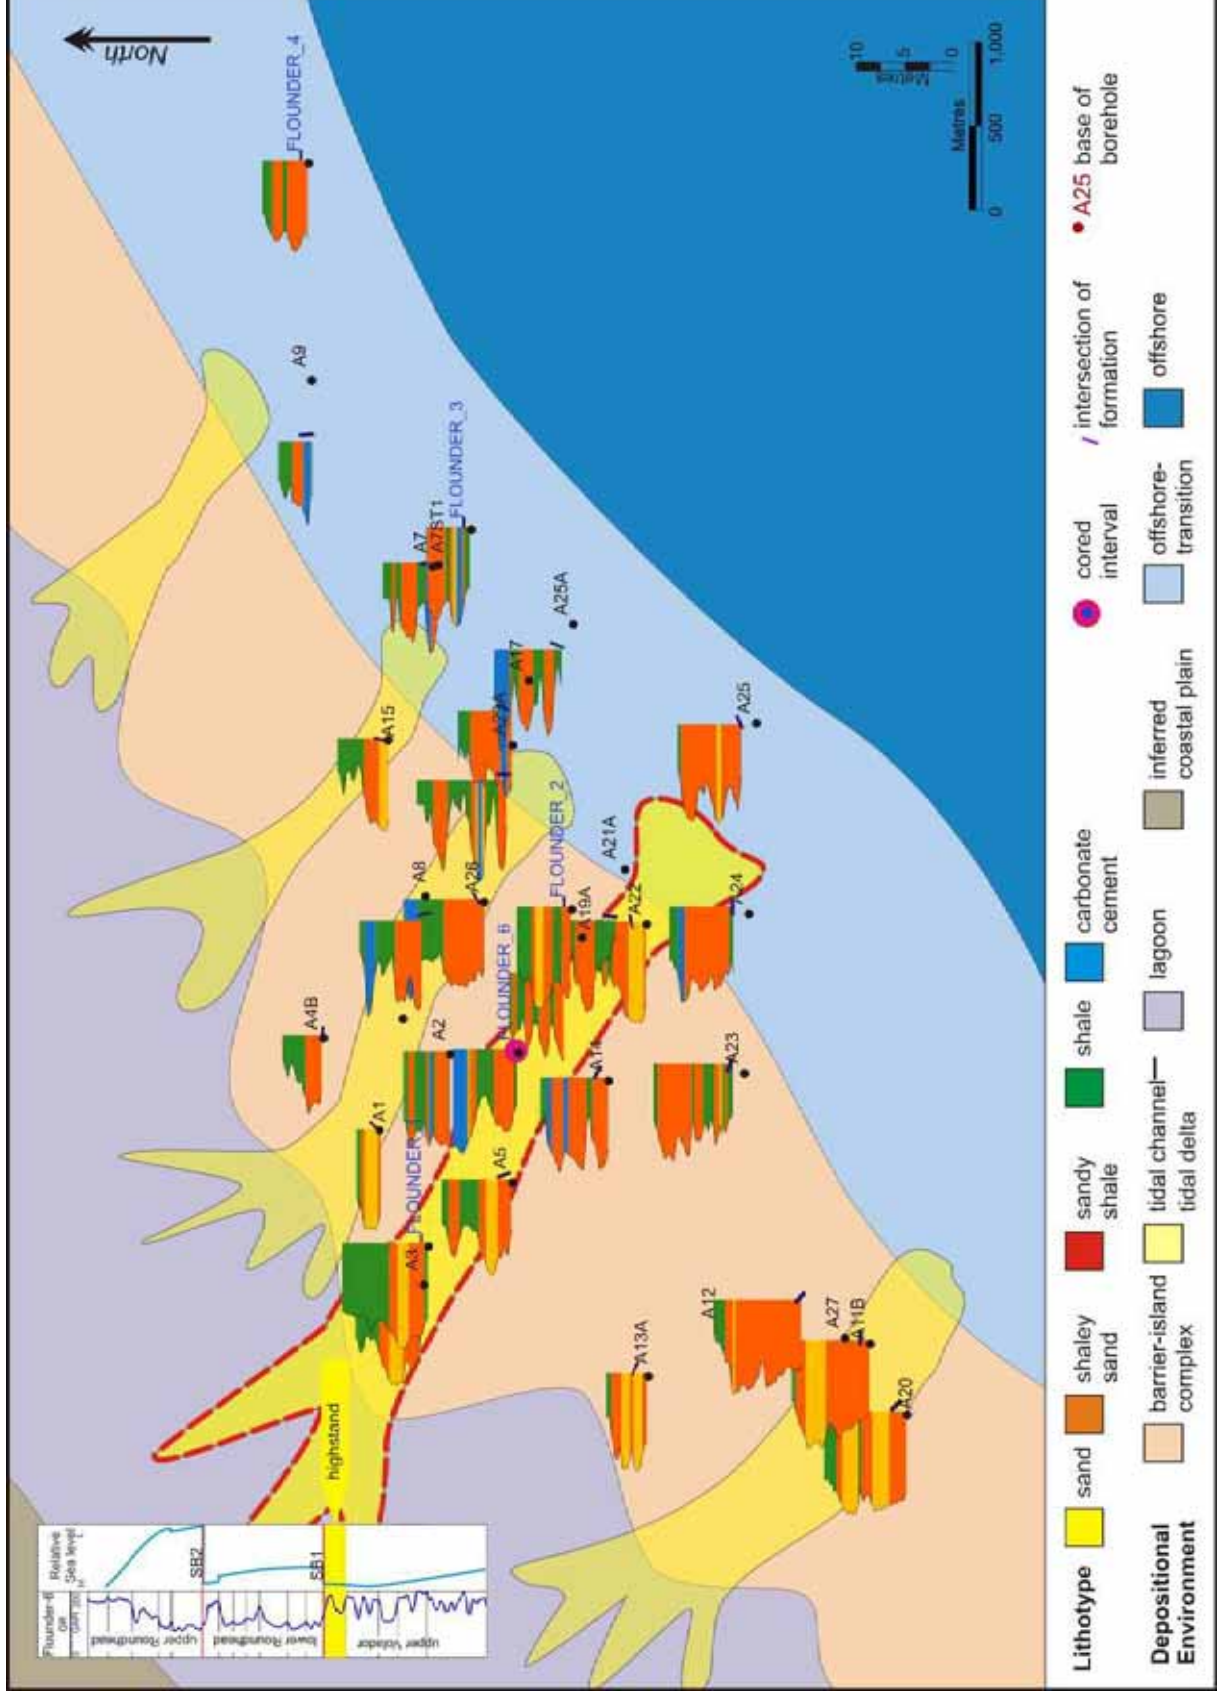 North
FLOUNDER_4
A9
FLOUNDER_3
A7
A7ST1
A25A
A17
A15
A25
FLOUNDER_2
A21A
A8
A26
A19A
A22
A24
FLOUNDER_6
A4B
A2
A14
A23
A1
FLOUNDER
A5
A3
A12
A27
A11B
A13A
A20
10
5
0
Metres
Metres
0
500
1,000
highstand
Flounder-6
GR
Relative
Sea level
SB2
SB1
upper Roundhead
lower Roundhead
upper Volador
Lithotype
sand
shaley
sand
sandy
shale
shale
carbonate
cement
cored
interval
intersection of
formation
A25 base of
borehole
Depositional
Environment
barrier-island
complex
tidal channel—
tidal delta
lagoon
inferred
coastal plain
offshore-
transition
offshore